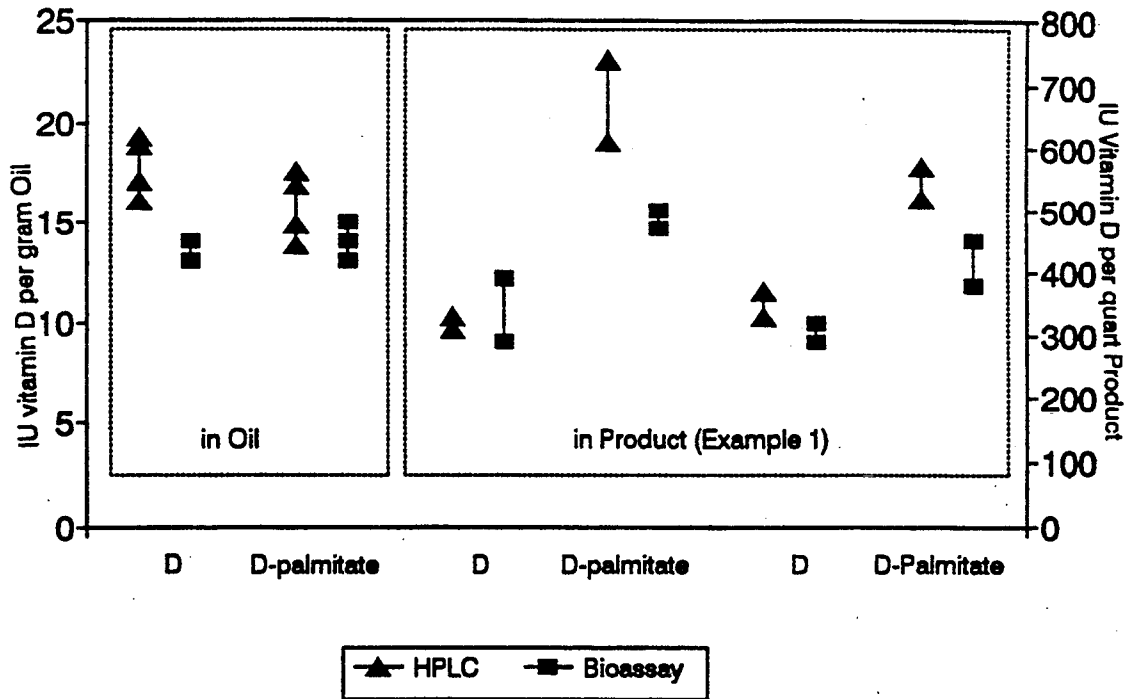 25
20
15
10
5
0
IU vitamin D per gram Oil
800
700
600
500
400
300
200
100
0
IU Vitamin D per quart Product
in Oil
in Product (Example 1)
D D-palmitate D D-palmitate D D-Palmitate
HPLC Bioassay